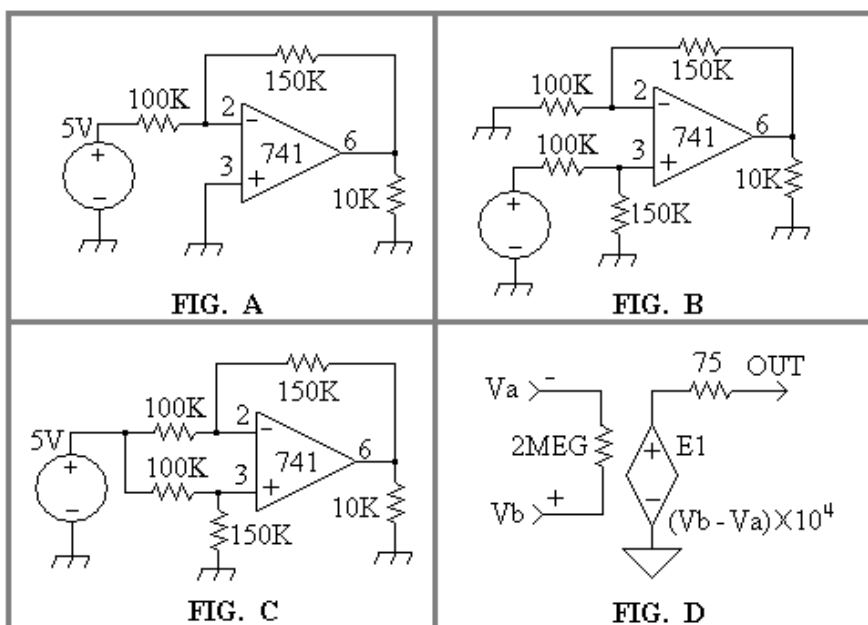 150K
100K
2
5V
-
+
6
741
3
+
-
10K
FIG. A
150K
100K
2
-
6
100K
741
3
+
+
-
10K
150K
FIG. B
150K
100K
2
5V
-
+
6
741
100K
3
+
-
10K
150K
FIG. C
75
OUT
Va
-
2MEG
+
E1
+
-
Vb
(Vb - Va)×10⁴
FIG. D